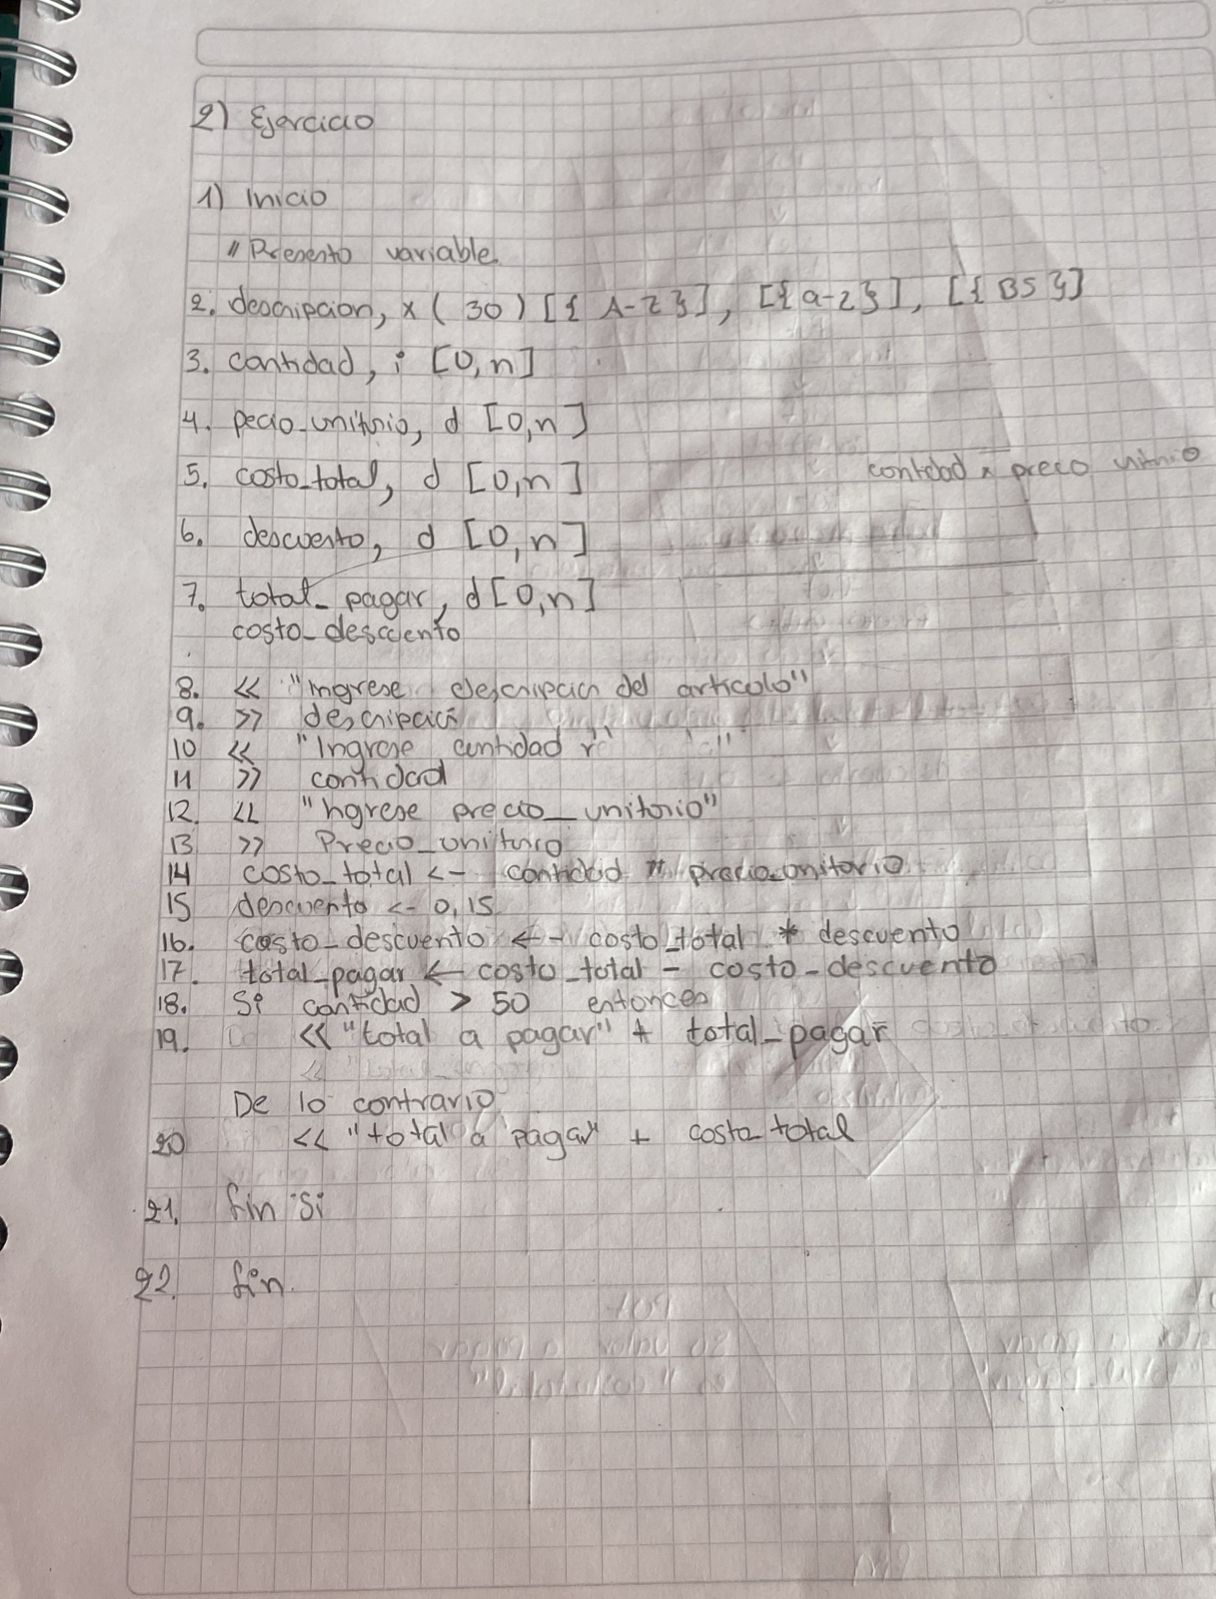 2) Ejercicio
1) Inicio
// Presento variable
2. descripcion, x ( 30 ) [ { A-Z } ], [ { a-z } ], [ { BS } ]
3. cantidad, i [0,n]
4. pecio_unitrio, d [0,n]
5. costo_total, d [0,n]
cantidad x preco unitrio
6. descuento, d [0,n]
7. total_pagar, d [0,n]
costo_descuento
8. << "Ingrese descripcion del articulo"
9. >> descripcion
10 << "Ingrese cantidad"
11 >> cantidad
12. << "Ingrese precio_unitario"
13 >> Precio_unitario
14 costo_total <- cantidad * precio_unitario
15 descuento <- 0,15
16. costo_descuento <- costo_total * descuento
17. total_pagar <- costo_total - costo_descuento
18. Si cantidad > 50 entonces
19. << "total a pagar" + total_pagar
De lo contrario
20 << "total a pagar" + costo_total
21. fin si
22. fin.